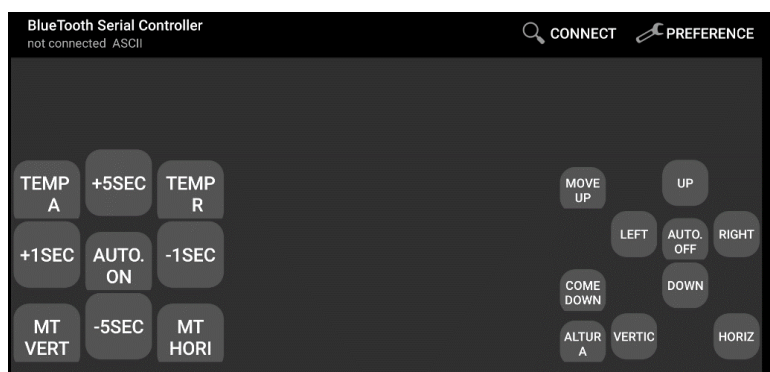 BlueTooth Serial Controller
not connected ASCII
CONNECT
PREFERENCE
TEMP
A
+5SEC
TEMP
R
+1SEC
AUTO.
ON
-1SEC
MT
VERT
-5SEC
MT
HORI
MOVE
UP
UP
LEFT
AUTO.
OFF
RIGHT
COME
DOWN
DOWN
ALTUR
A
VERTIC
HORIZ